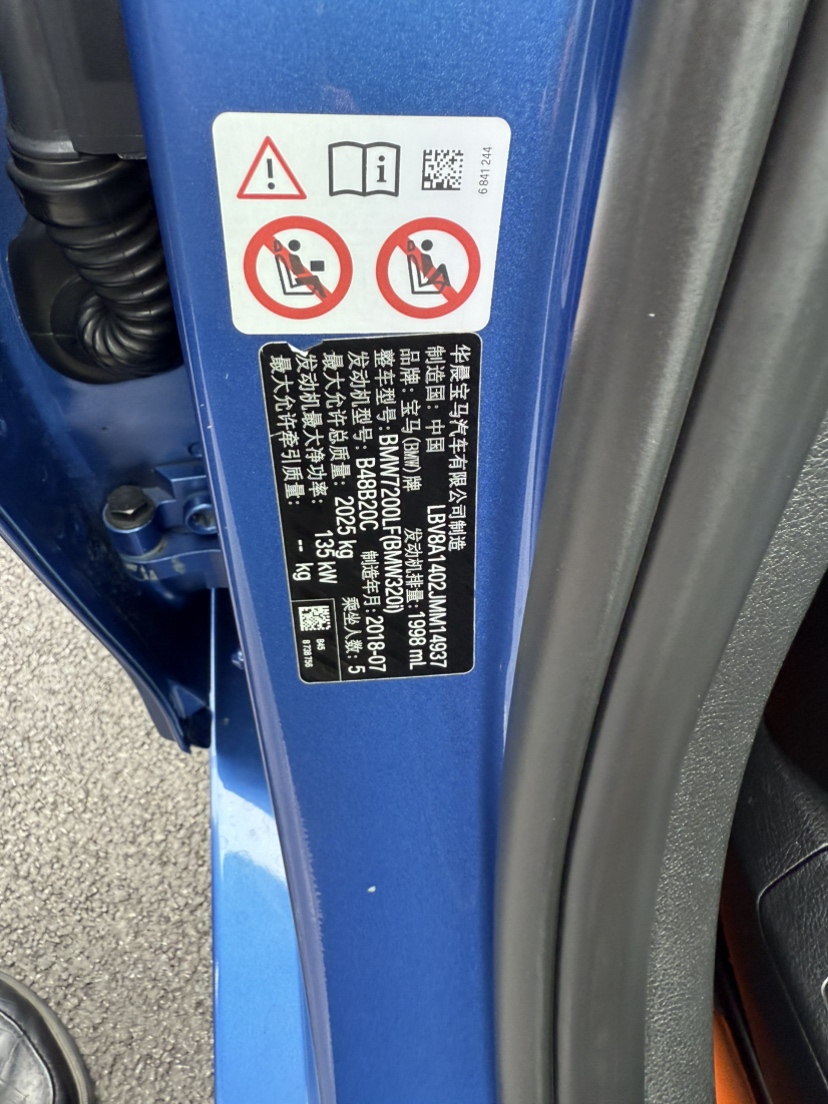 6 841 244
华晨宝马汽车有限公司制造
制造国：中国 LBV8A1402JMM14937
品牌：宝马(BMW)牌 发动机排量：1998 mL
整车型号：BMW7200LF(BMW320i)
发动机型号：B48B20C 制造年月：2018-07
最大允许总质量：2025 kg 乘坐人数：5
发动机最大净功率：135 kW
最大允许牵引质量：-- kg